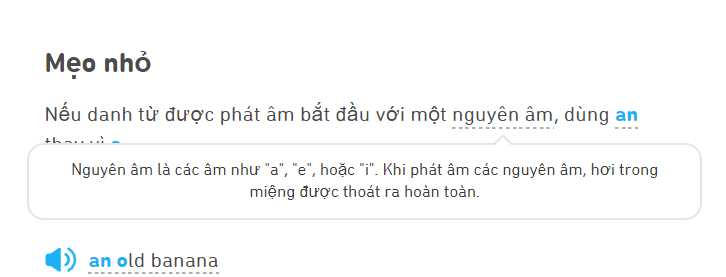 Mẹo nhỏ
Nếu danh từ được phát âm bắt đầu với một nguyên âm, dùng an
Nguyên âm là các âm như "a", "e", hoặc "i". Khi phát âm các nguyên âm, hơi trong
miệng được thoát ra hoàn toàn.
an old banana